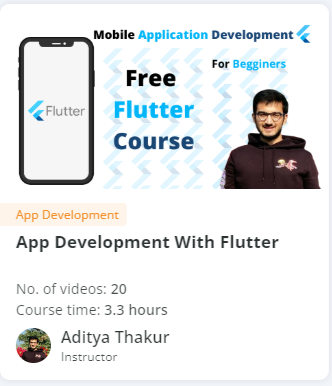 Mobile Application Development
For Begginers
Free
Flutter
Course
Flutter
App Development
App Development With Flutter
No. of videos: 20
Course time: 3.3 hours
Aditya Thakur
Instructor